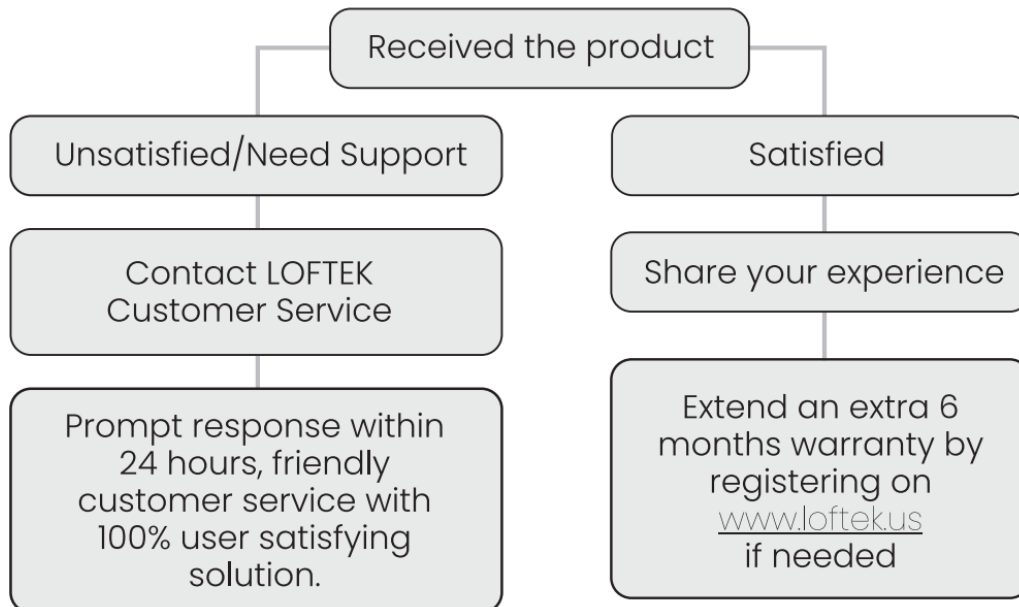 Received the product
Unsatisfied/Need Support
Contact LOFTEK
Customer Service
Prompt response within
24 hours, friendly
customer service with
100% user satisfying
solution.
Satisfied
Share your experience
Extend an extra 6
months warranty by
registering on
www.loftek.us
if needed